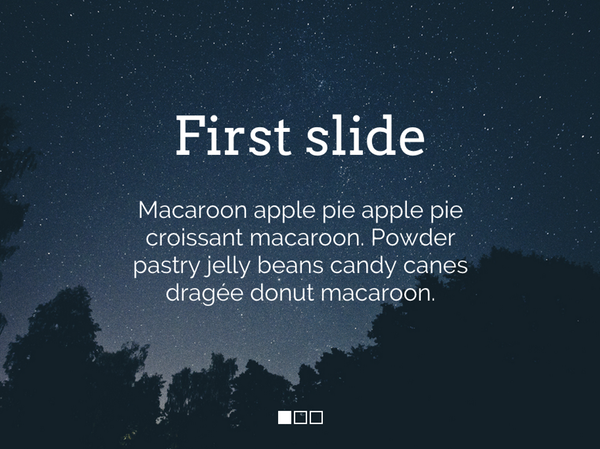 First slide
Macaroon apple pie apple pie
croissant macaroon. Powder
pastry jelly beans candy canes
dragée donut macaroon.